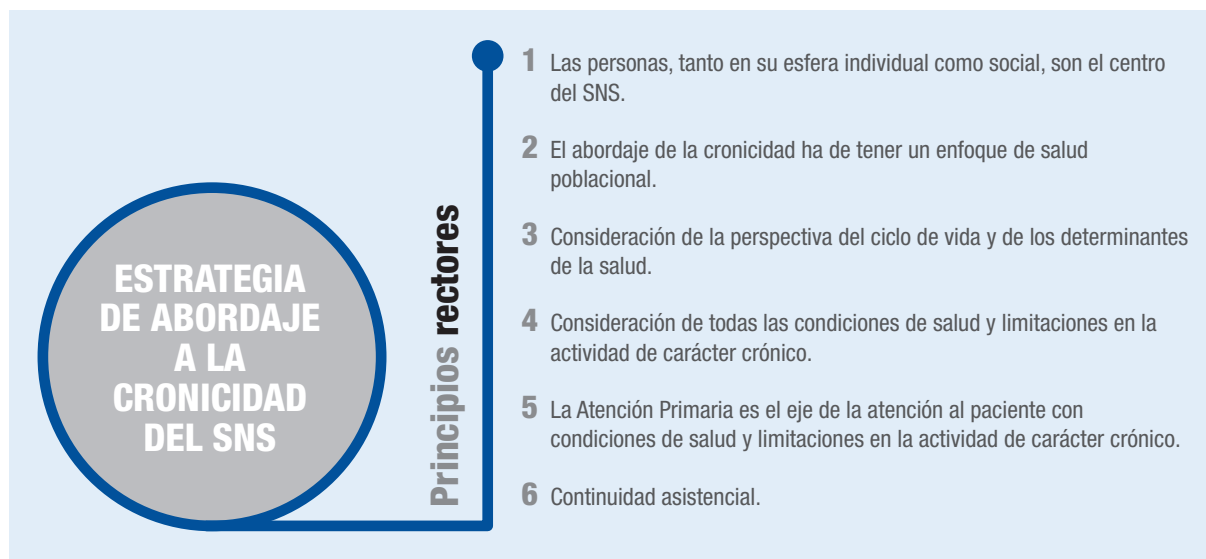 ESTRATEGIA
DE ABORDAJE
A LA
CRONICIDAD
DEL SNS
Principios rectores
1 Las personas, tanto en su esfera individual como social, son el centro
del SNS.
2 El abordaje de la cronicidad ha de tener un enfoque de salud
poblacional.
3 Consideración de la perspectiva del ciclo de vida y de los determinantes
de la salud.
4 Consideración de todas las condiciones de salud y limitaciones en la
actividad de carácter crónico.
5 La Atención Primaria es el eje de la atención al paciente con
condiciones de salud y limitaciones en la actividad de carácter crónico.
6 Continuidad asistencial.